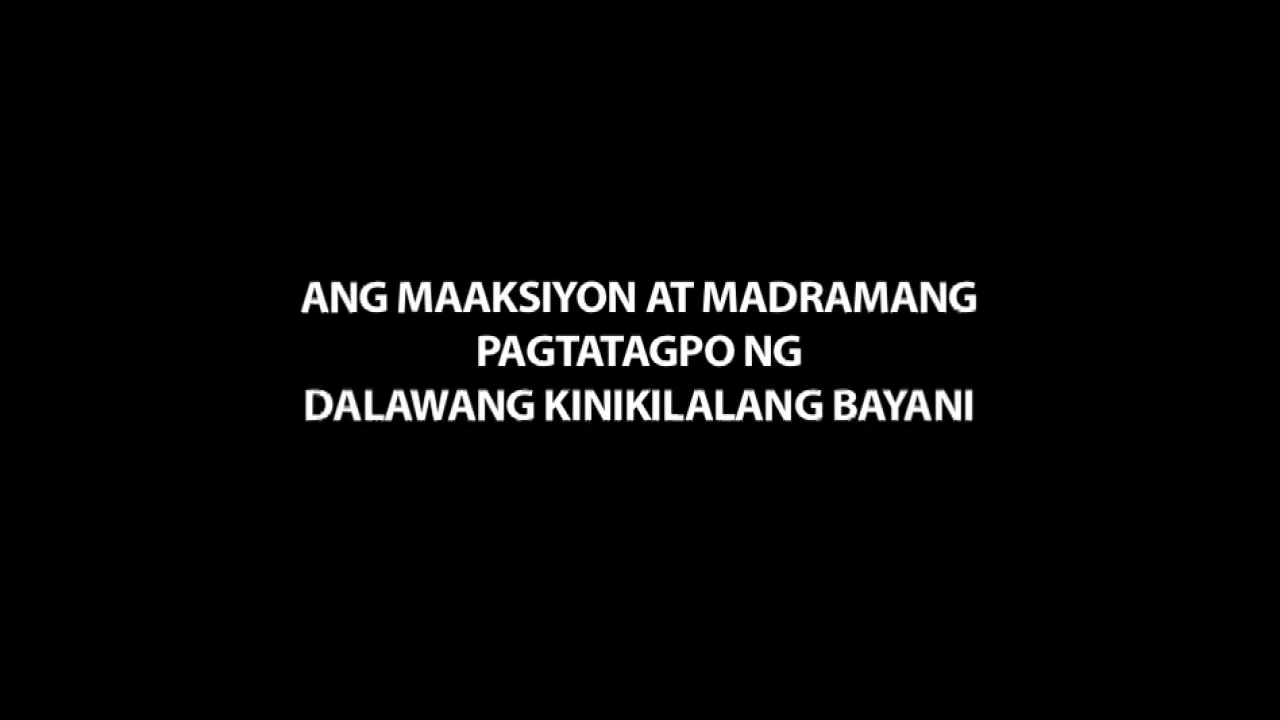 ANG MAAKSIYON AT MADRAMANG
PAGTATAGPO NG
DALAWANG KINIKILALANG BAYANI